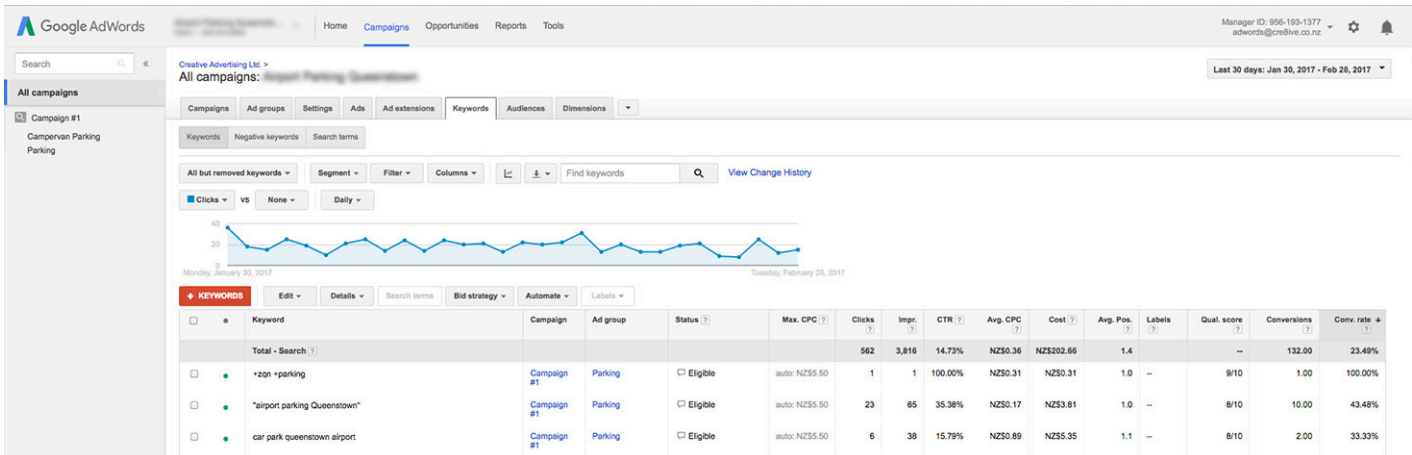 Google AdWords
Home Campaigns Opportunities Reports Tools
Manager ID: 956-193-1377
adwords@cre8ive.co.nz
Search
All campaigns
Campaign #1
Campervan Parking
Parking
Creative Advertising Ltd. >
All campaigns:
Last 30 days: Jan 30, 2017 - Feb 28, 2017
Campaigns Ad groups Settings Ads Ad extensions Keywords Audiences Dimensions
Keywords Negative keywords Search terms
All but removed keywords Segment Filter Columns Find keywords View Change History
Clicks VS None Daily
40
20
0
Monday, January 30, 2017 Tuesday, February 28, 2017
+ KEYWORDS Edit Details Search terms Bid strategy Automate Labels
Keyword Campaign Ad group Status ? Max. CPC ? Clicks ? Impr. ? CTR ? Avg. CPC ? Cost ? Avg. Pos. ? Labels ? Qual. score ? Conversions ? Conv. rate ↓ ?
Total - Search ? 562 3,816 14.73% NZ$0.36 NZ$202.66 1.4 -- 132.00 23.49%
+zqn +parking Campaign #1 Parking Eligible auto: NZ$5.50 1 1 100.00% NZ$0.31 NZ$0.31 1.0 -- 9/10 1.00 100.00%
"airport parking Queenstown" Campaign #1 Parking Eligible auto: NZ$5.50 23 65 35.38% NZ$0.17 NZ$3.81 1.0 -- 8/10 10.00 43.48%
car park queenstown airport Campaign #1 Parking Eligible auto: NZ$5.50 6 38 15.79% NZ$0.89 NZ$5.35 1.1 -- 8/10 2.00 33.33%